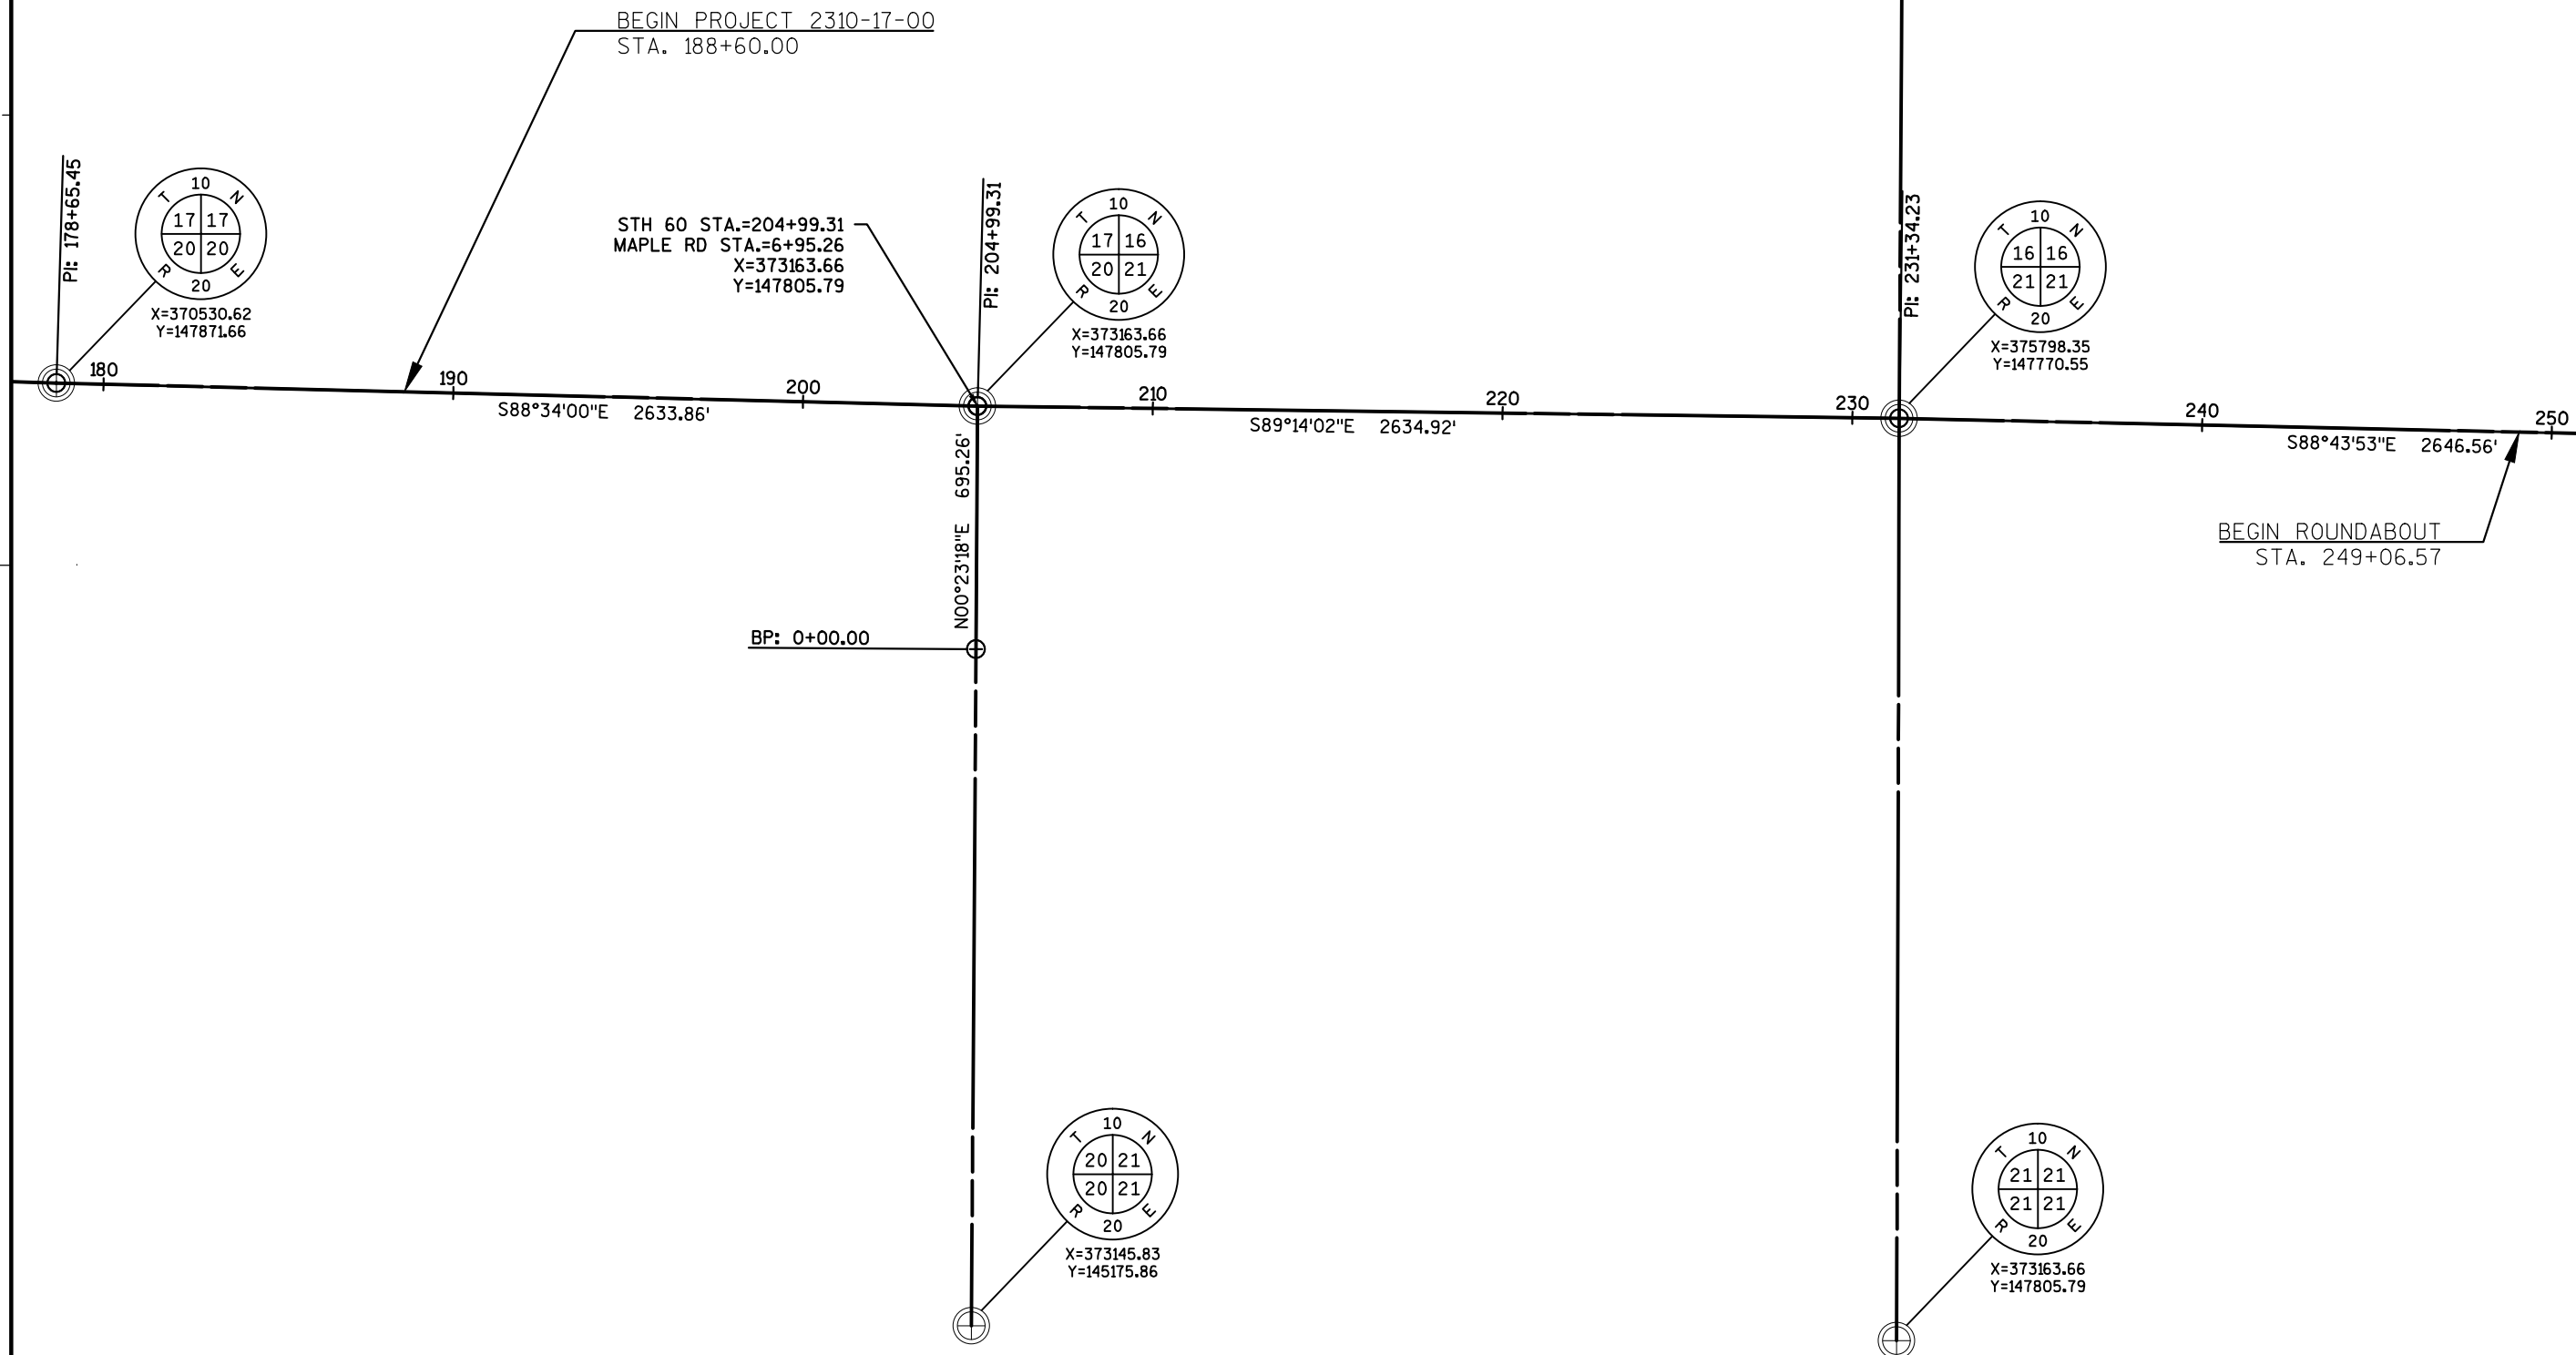 BEGIN PROJECT 2310-17-00
STA. 188+60.00
PI: 178+65.45
10
T N
17 17
20 20
R E
20
X=370530.62
Y=147871.66
STH 60 STA.=204+99.31
MAPLE RD STA.=6+95.26
X=373163.66
Y=147805.79
PI: 204+99.31
10
T N
17 16
20 21
R E
20
X=373163.66
Y=147805.79
PI: 231+34.23
10
T N
16 16
21 21
R E
20
X=375798.35
Y=147770.55
180
190
200
210
220
230
240
250
S88°34'00"E 2633.86'
S89°14'02"E 2634.92'
S88°43'53"E 2646.56'
N00°23'18"E 695.26'
BEGIN ROUNDABOUT
STA. 249+06.57
BP: 0+00.00
10
T N
20 21
20 21
R E
20
X=373145.83
Y=145175.86
10
T N
21 21
21 21
R E
20
X=373163.66
Y=147805.79